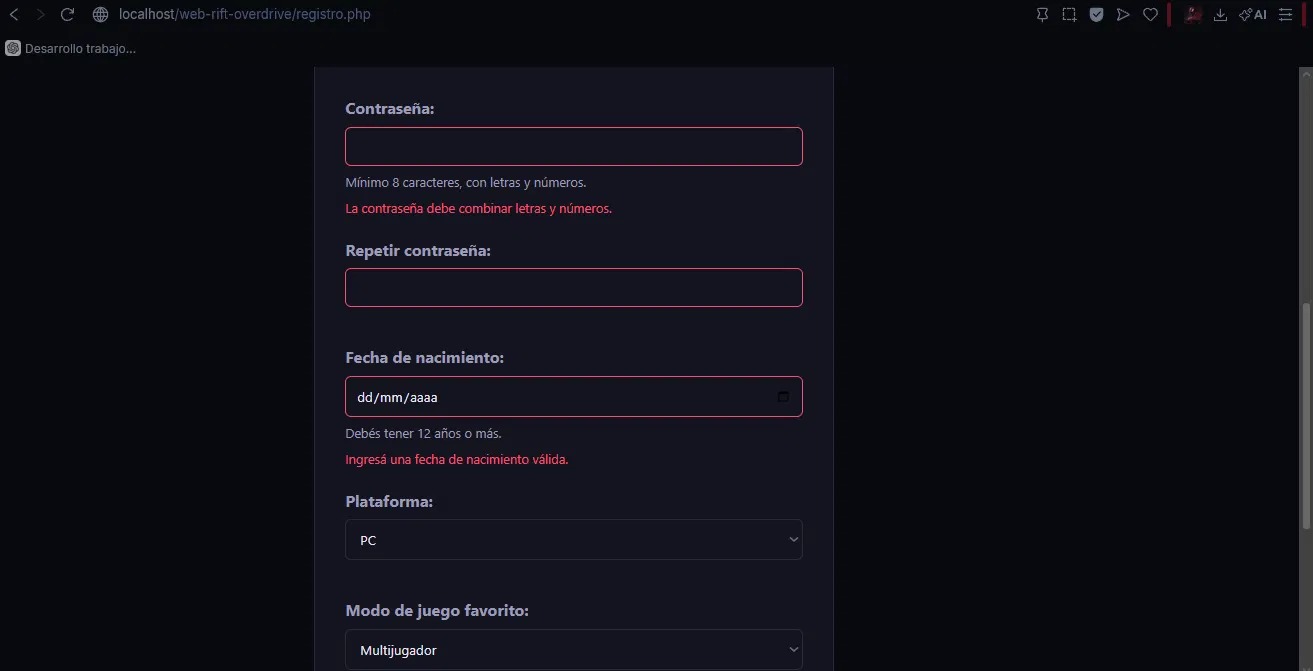 localhost/web-rift-overdrive/registro.php
AI
Desarrollo trabajo...
Contraseña:
Mínimo 8 caracteres, con letras y números.
La contraseña debe combinar letras y números.
Repetir contraseña:
Fecha de nacimiento:
dd/mm/aaaa
Debés tener 12 años o más.
Ingresá una fecha de nacimiento válida.
Plataforma:
PC
Modo de juego favorito:
Multijugador